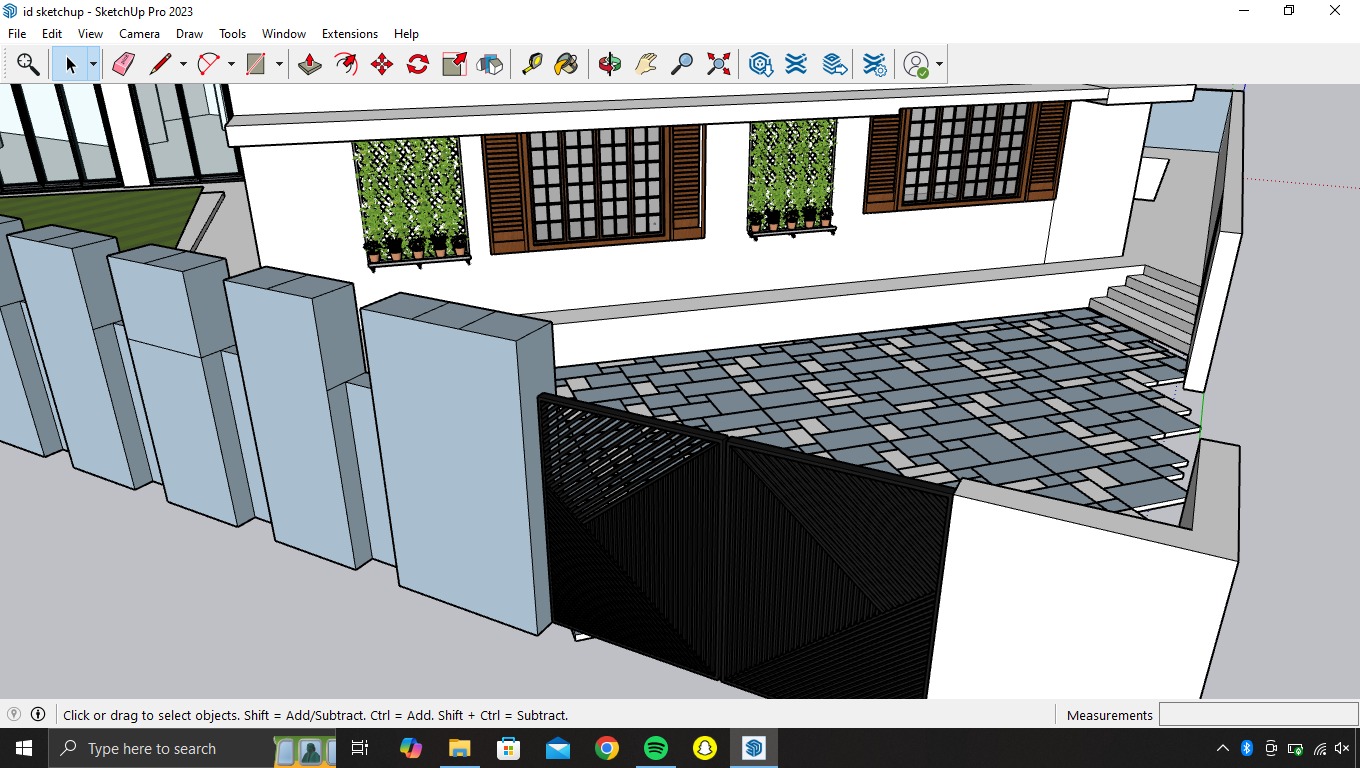 id sketchup - SketchUp Pro 2023
File Edit View Camera Draw Tools Window Extensions Help
Click or drag to select objects. Shift = Add/Subtract. Ctrl = Add. Shift + Ctrl = Subtract.
Measurements
Type here to search